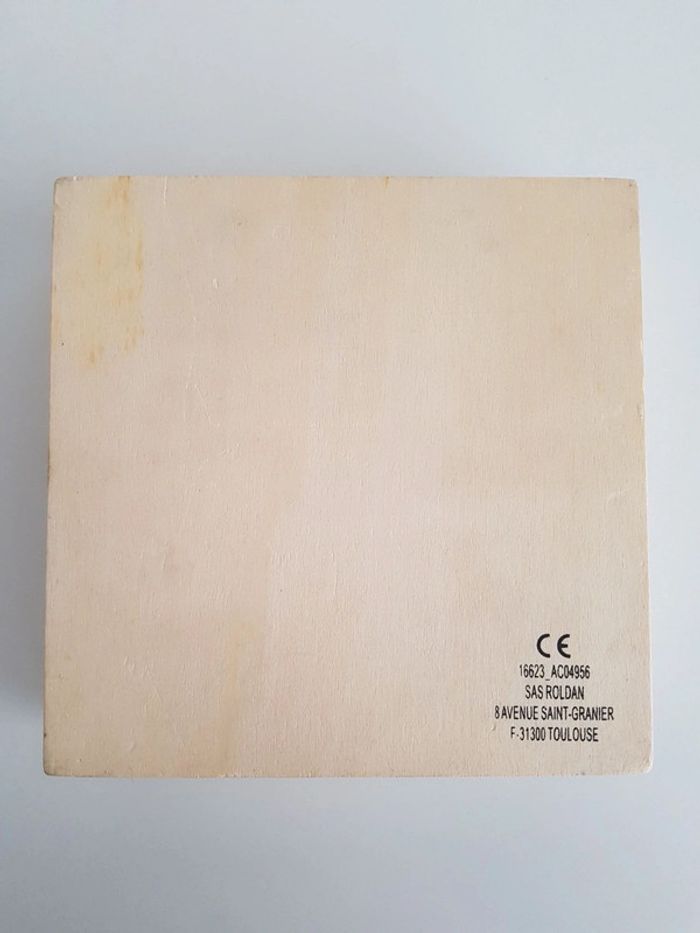 CE
16623_AC04956
SAS ROLDAN
8 AVENUE SAINT-GRANIER
F-31300 TOULOUSE